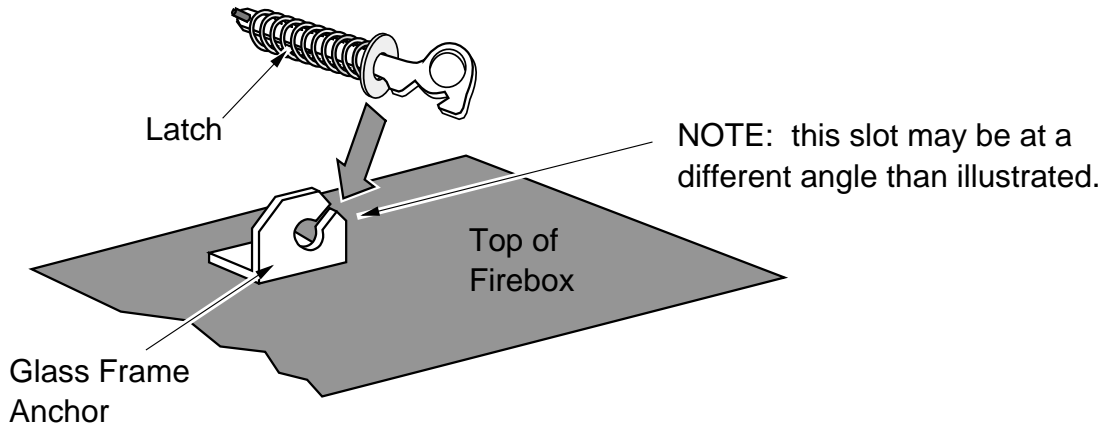 Latch
NOTE:  this slot may be at a
different angle than illustrated.
Top of
Firebox
Glass Frame
Anchor